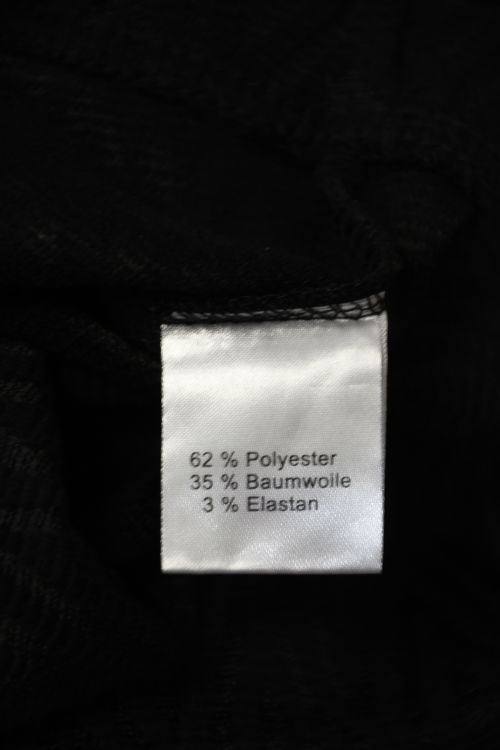 62 % Polyester
35 % Baumwolle
3 % Elastan